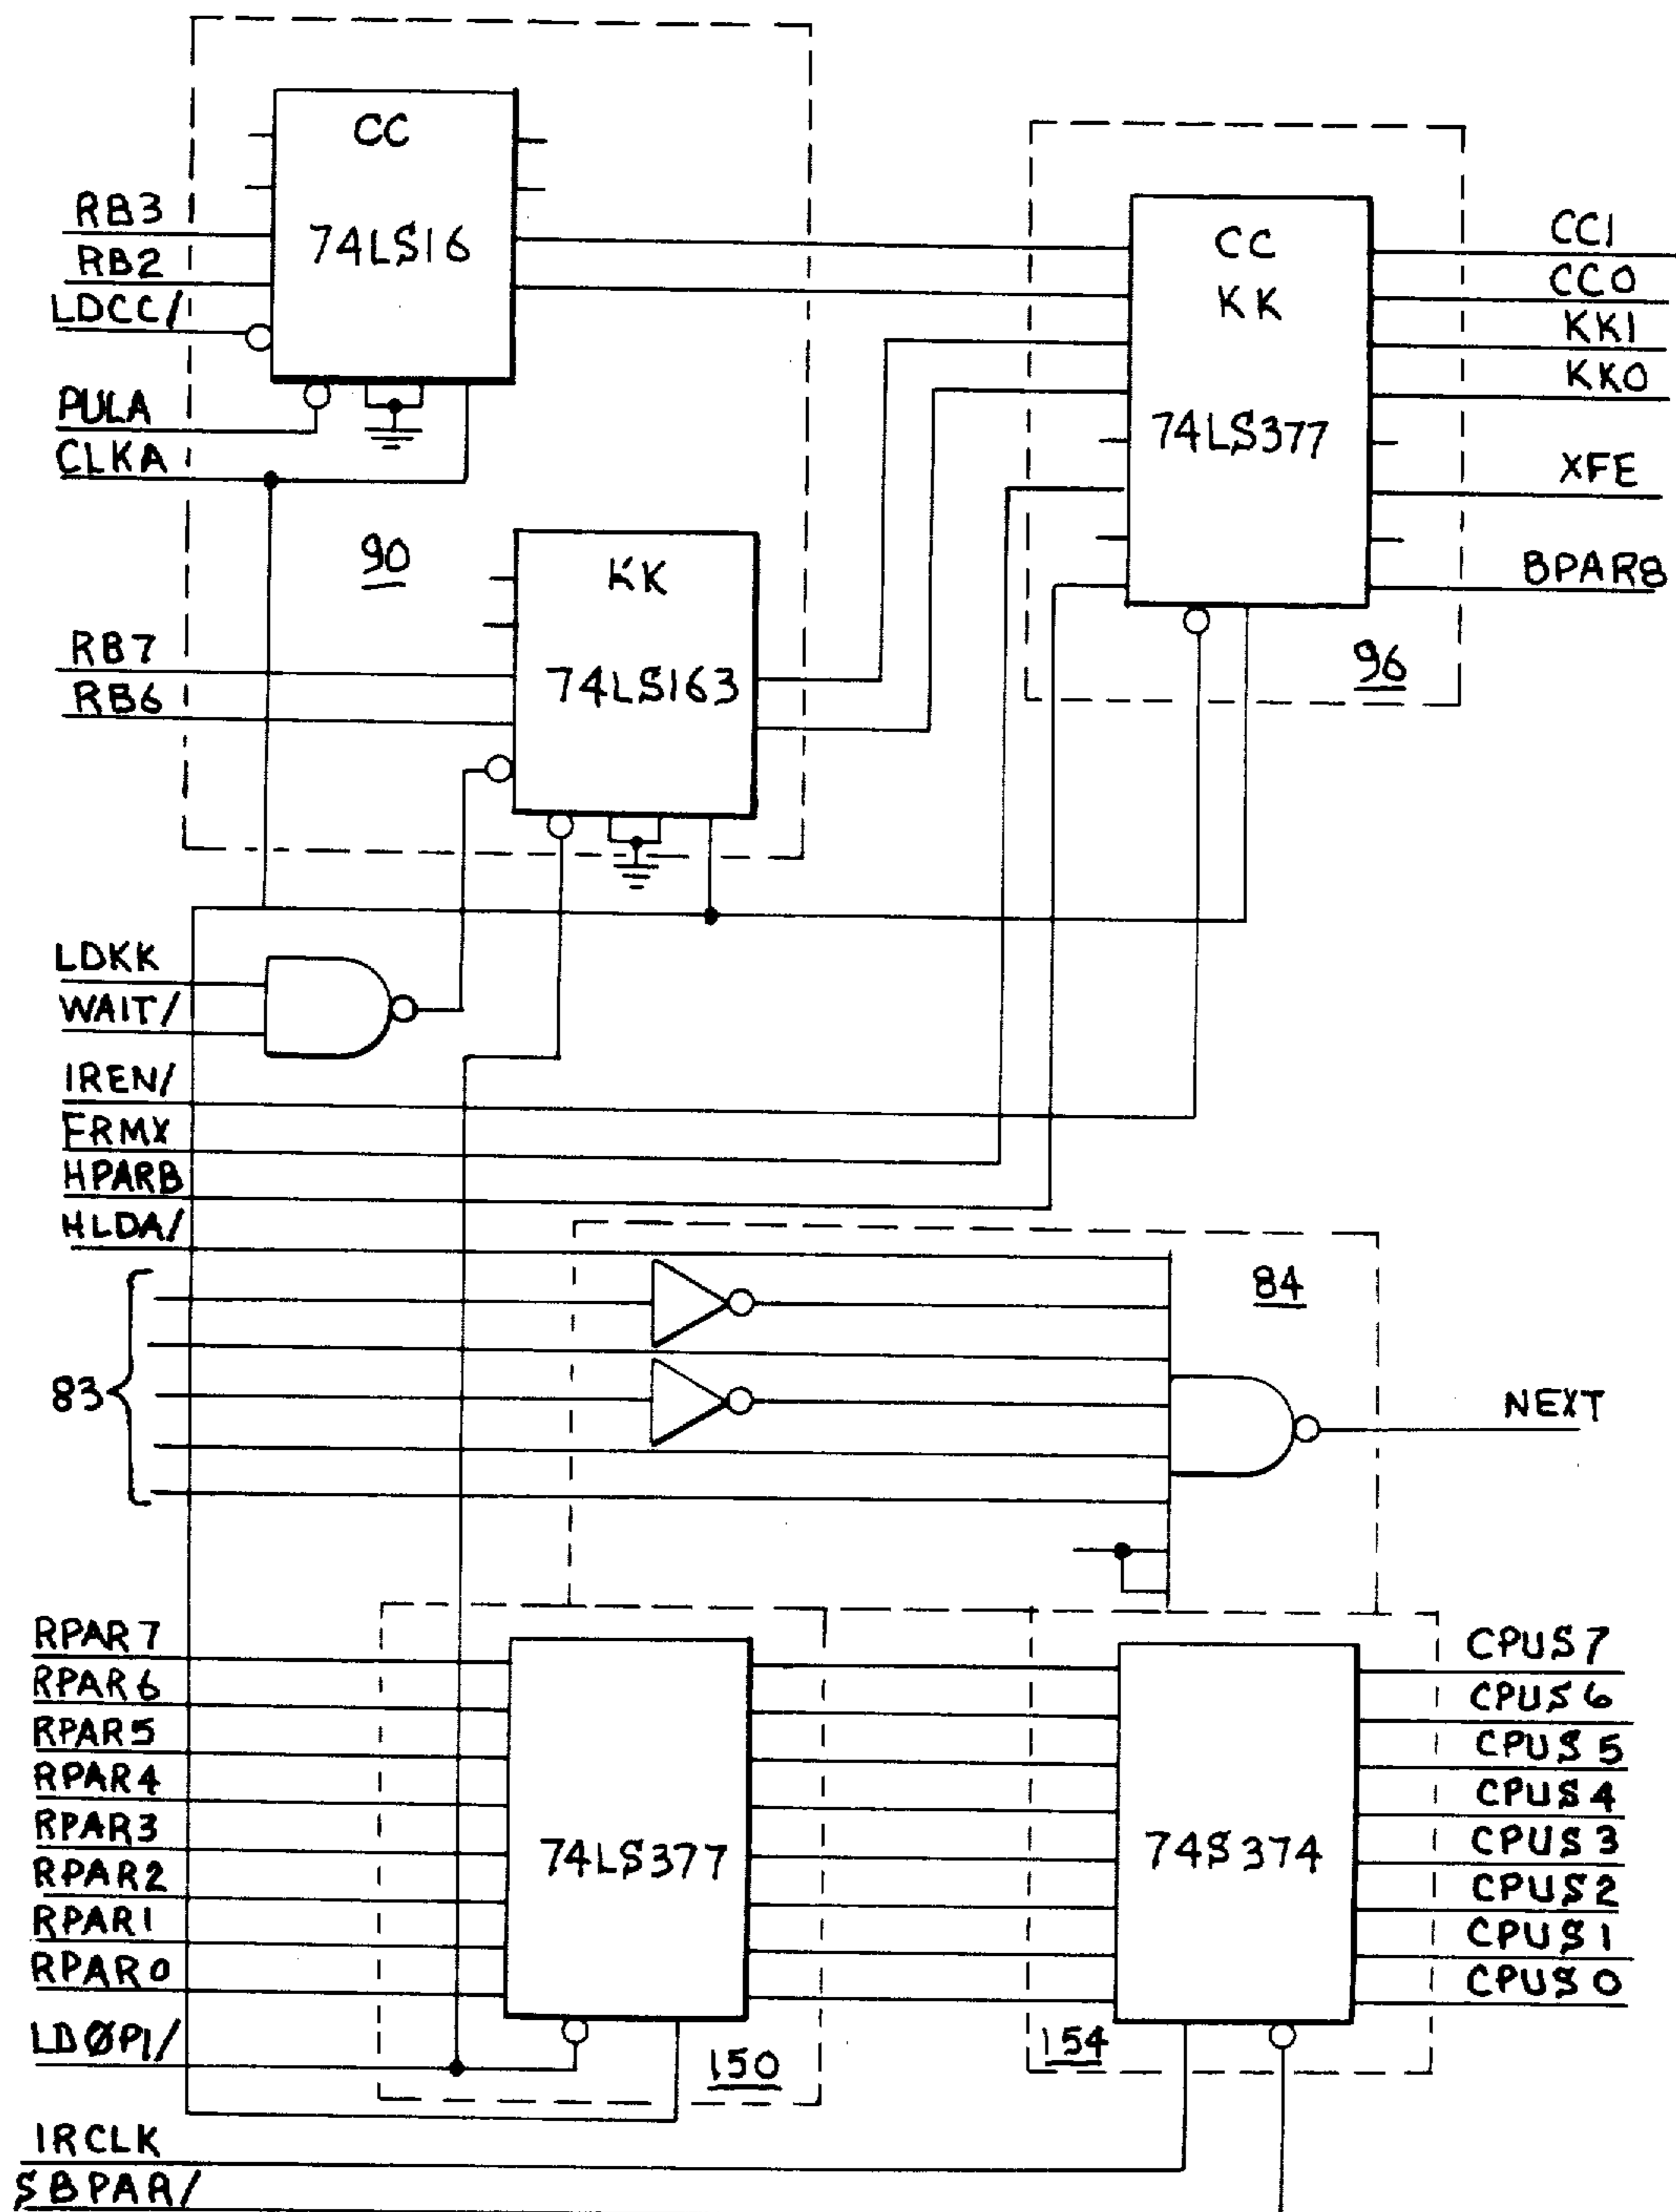 CC
74LS16
RB3
RB2
LDCC/
PULA
CLKA
90
KK
74LS163
RB7
RB6
CC
KK
74LS377
96
CC1
CC0
KK1
KK0
XFE
BPAR8
LDKK
WAIT/
IREN/
FRMX
HPARB
HLDA/
83
84
NEXT
RPAR7
RPAR6
RPAR5
RPAR4
RPAR3
RPAR2
RPAR1
RPAR0
LDØP1/
74LS377
150
74S374
154
CPUS7
CPUS6
CPUS5
CPUS4
CPUS3
CPUS2
CPUS1
CPUS0
IRCLK
SBPAR/